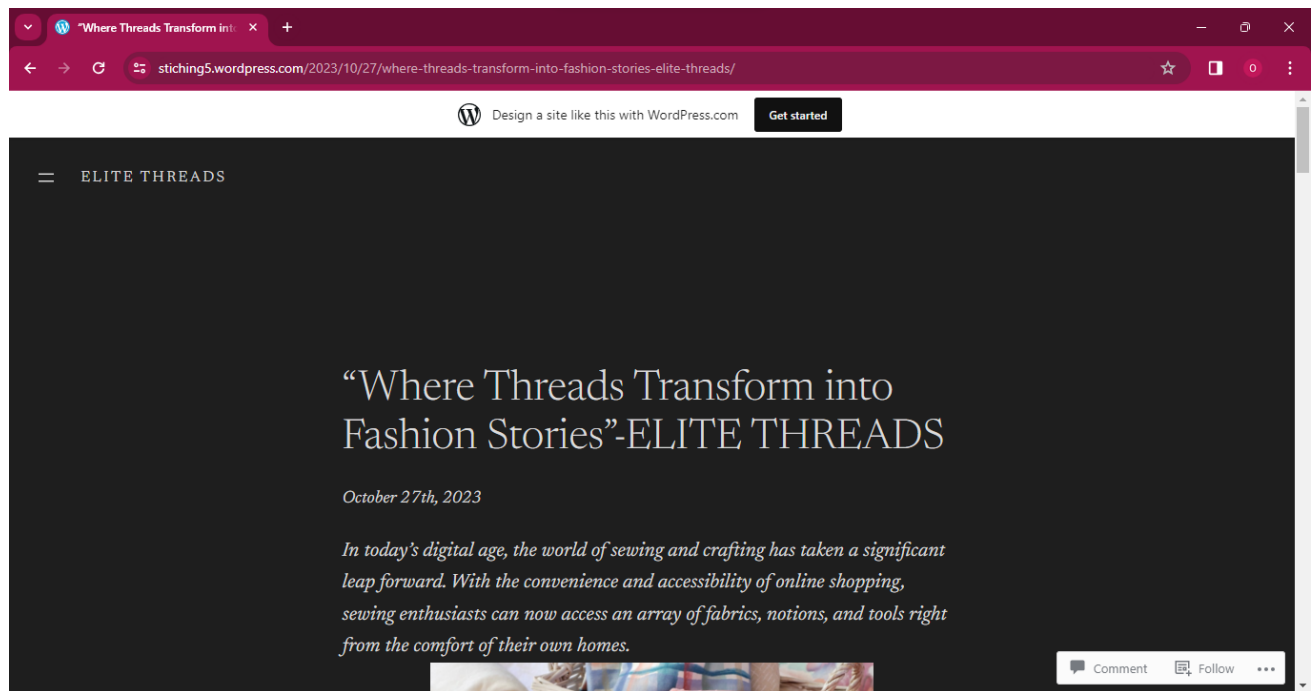 “Where Threads Transform into
stiching5.wordpress.com/2023/10/27/where-threads-transform-into-fashion-stories-elite-threads/
0
Design a site like this with WordPress.com
Get started
ELITE THREADS
“Where Threads Transform into
Fashion Stories”-ELITE THREADS
October 27th, 2023
In today’s digital age, the world of sewing and crafting has taken a significant
leap forward. With the convenience and accessibility of online shopping,
sewing enthusiasts can now access an array of fabrics, notions, and tools right
from the comfort of their own homes.
Comment
Follow